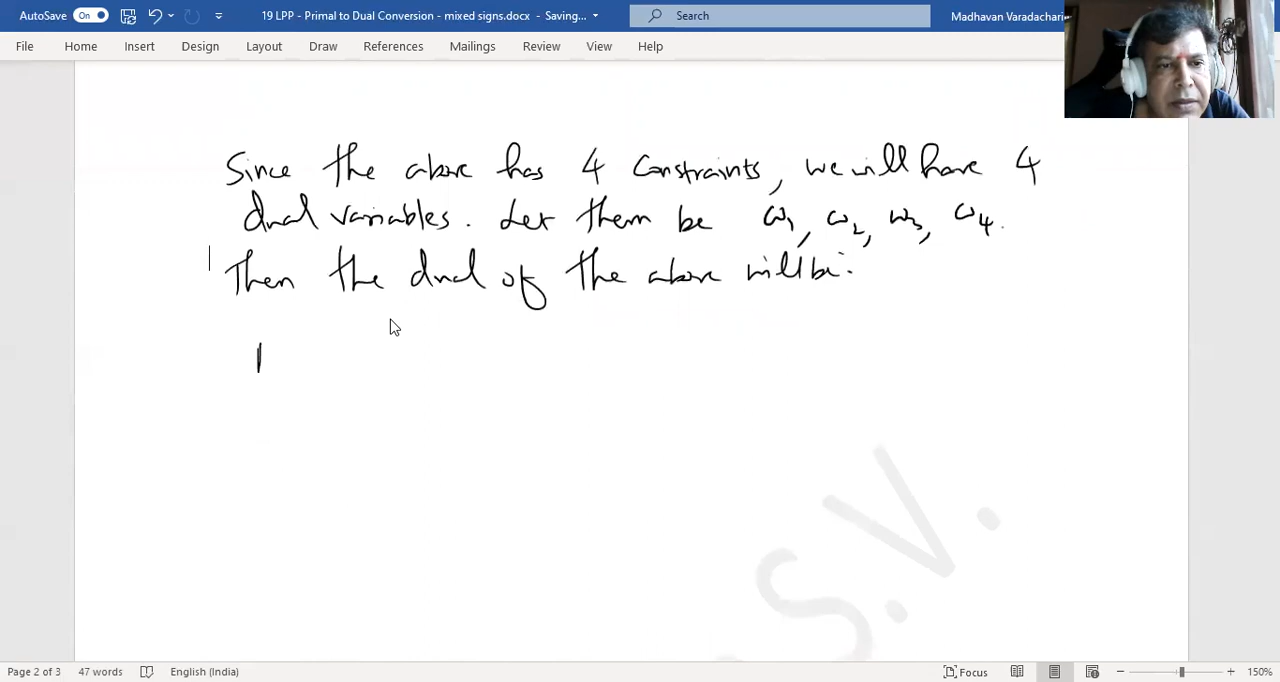 AutoSave On 19 LPP - Primal to Dual Conversion - mixed signs.docx - Saving... Search Madhavan Varadachari
File Home Insert Design Layout Draw References Mailings Review View Help
Since the above has 4 Constraints, we will have 4
dual variables. Let them be ω1, ω2, ω3, ω4.
Then the dual of the above will be:
S.V.
Page 2 of 3 47 words English (India) Focus 150%